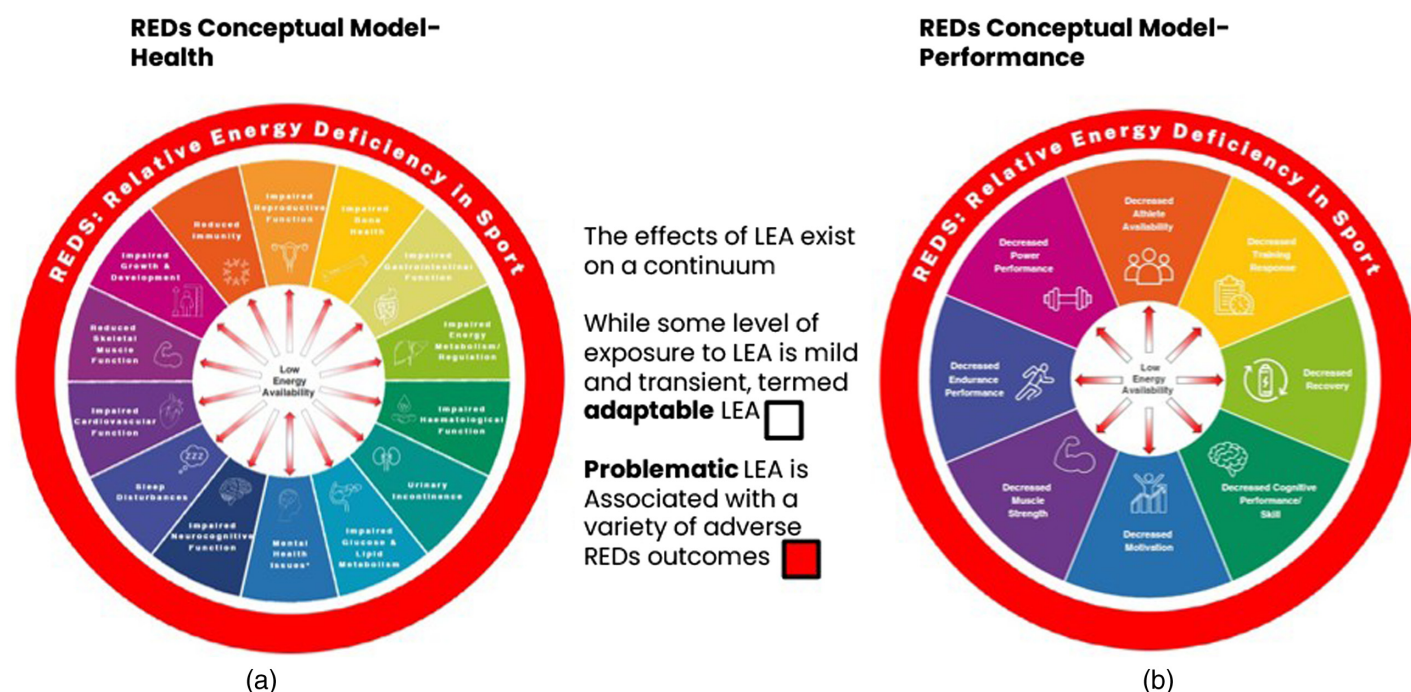 REDs Conceptual Model-
Health
REDS: Relative Energy Deficiency in Sport
Impaired
Reproductive
Function
Impaired
Bone
Health
Impaired
Gastrointestinal
Function
Impaired
Energy
Metabolism/
Regulation
Impaired
Haematological
Function
Urinary
Incontinence
Impaired
Glucose &
Lipid
Metabolism
Mental
Health
Issues*
Impaired
Neurocognitive
Function
Sleep
Disturbances
Impaired
Cardiovascular
Function
Reduced
Skeletal
Muscle
Function
Impaired
Growth &
Development
Reduced
Immunity
Low
Energy
Availability
zzz
(a)
The effects of LEA exist
on a continuum
While some level of
exposure to LEA is mild
and transient, termed
adaptable LEA
Problematic LEA is
Associated with a
variety of adverse
REDs outcomes
REDs Conceptual Model-
Performance
REDS: Relative Energy Deficiency in Sport
Decreased
Athlete
Availability
Decreased
Training
Response
Decreased
Recovery
Decreased Cognitive
Performance/
Skill
Decreased
Motivation
Decreased
Muscle
Strength
Decreased
Endurance
Performance
Decreased
Power
Performance
Low
Energy
Availability
(b)